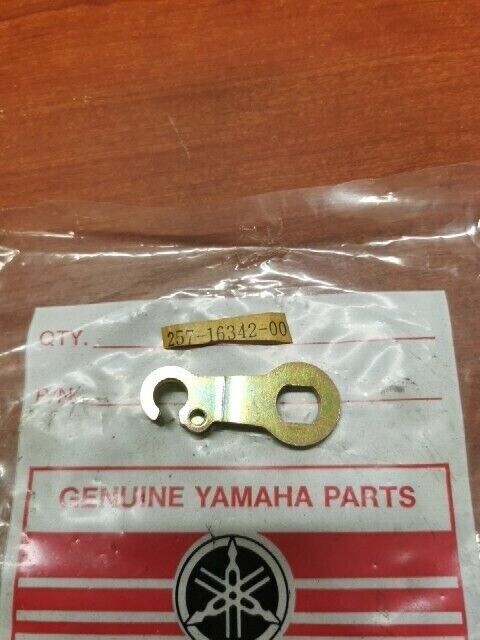 257-16342-00
QTY.
P/N
GENUINE YAMAHA PARTS